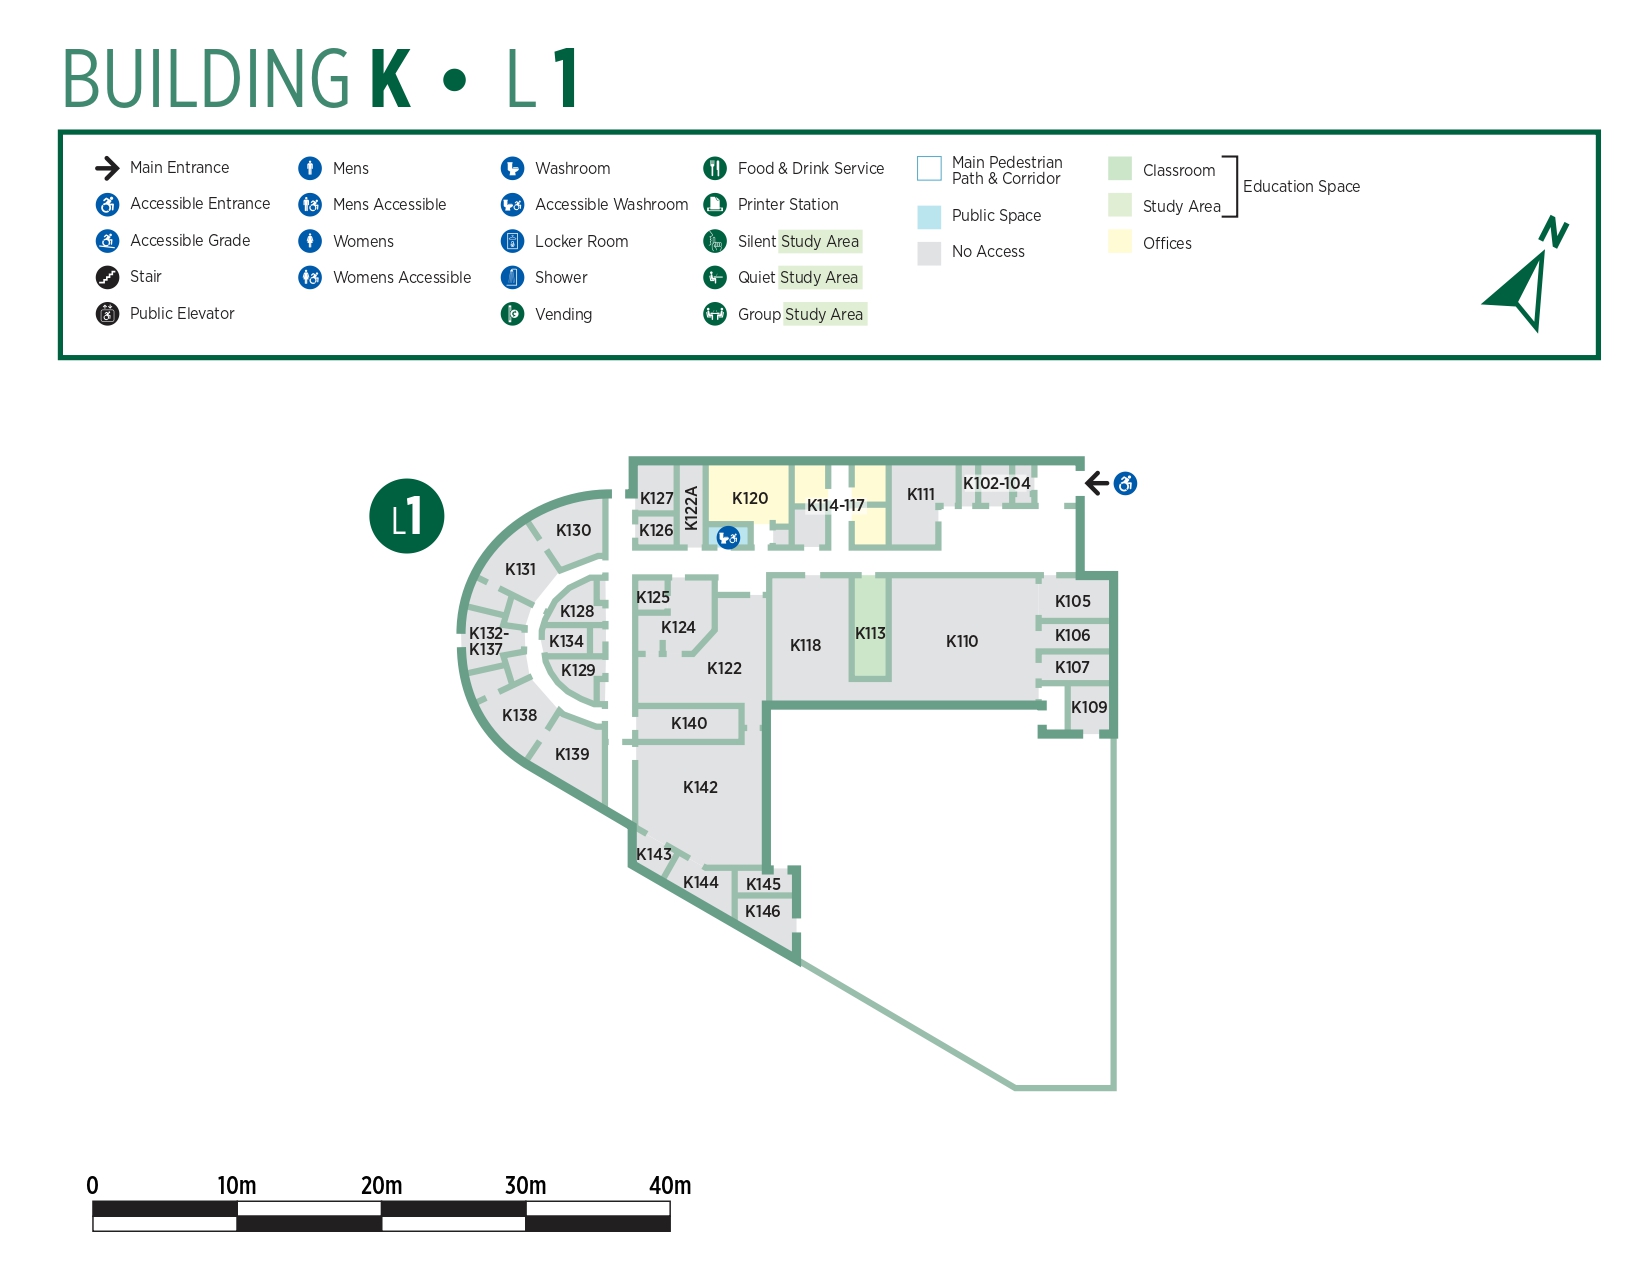 BUILDING K • L 1
Main Entrance
Accessible Entrance
Accessible Grade
Stair
Public Elevator
Mens
Mens Accessible
Womens
Womens Accessible
Washroom
Accessible Washroom
Locker Room
Shower
Vending
Food & Drink Service
Printer Station
Silent Study Area
Quiet Study Area
Group Study Area
Main Pedestrian
Path & Corridor
Public Space
No Access
Classroom
Study Area
Offices
Education Space
N
L1
K127
K126
K122A
K120
K114-117
K111
K102-104
K130
K131
K132-
K137
K138
K139
K128
K134
K129
K125
K124
K122
K118
K113
K110
K105
K106
K107
K109
K140
K142
K143
K144
K145
K146
0
10m
20m
30m
40m